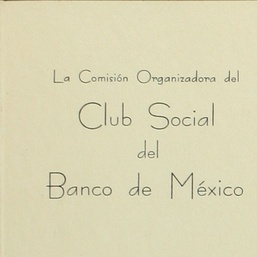 La Comisión Organizadora del
Club Social
del
Banco de México